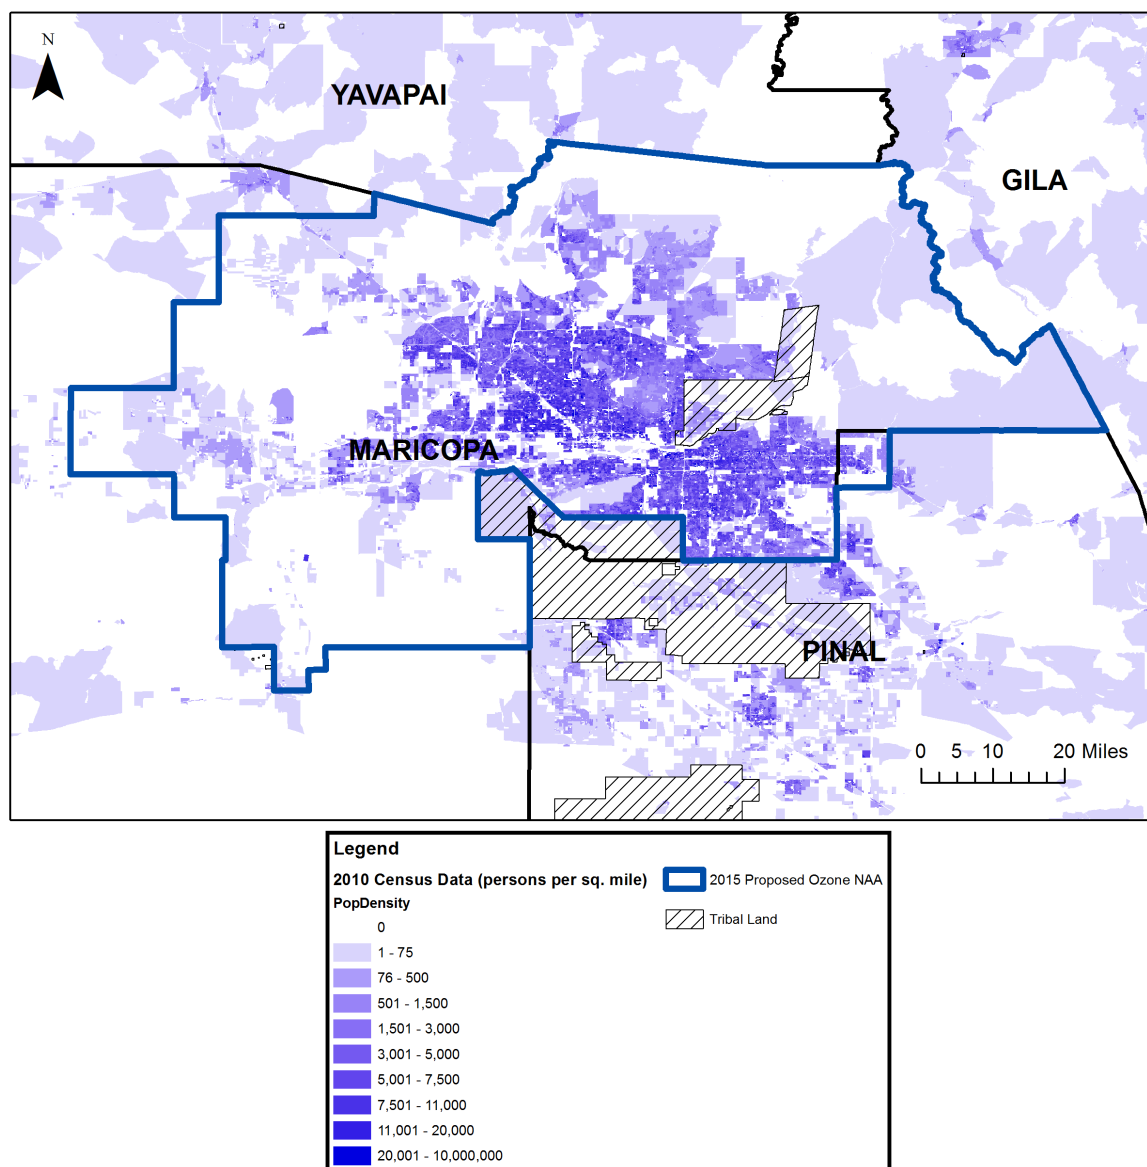 N
YAVAPAI
GILA
MARICOPA
PINAL
0 5 10 20 Miles
Legend
2010 Census Data (persons per sq. mile)
PopDensity
0
1 - 75
76 - 500
501 - 1,500
1,501 - 3,000
3,001 - 5,000
5,001 - 7,500
7,501 - 11,000
11,001 - 20,000
20,001 - 10,000,000
2015 Proposed Ozone NAA
Tribal Land